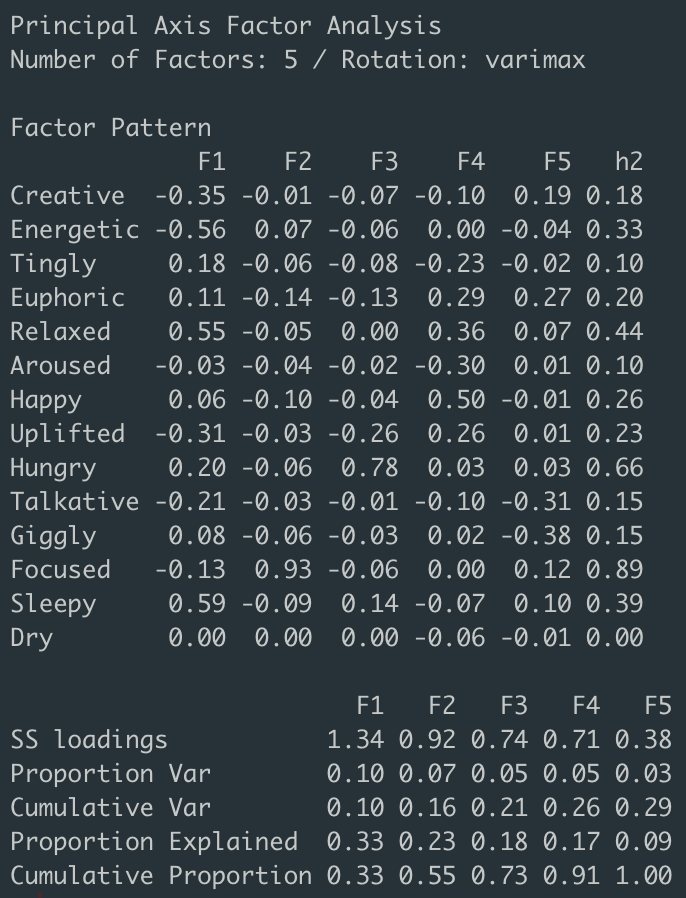 Principal Axis Factor Analysis
Number of Factors: 5 / Rotation: varimax
Factor Pattern
F1 F2 F3 F4 F5 h2
Creative -0.35 -0.01 -0.07 -0.10 0.19 0.18
Energetic -0.56 0.07 -0.06 0.00 -0.04 0.33
Tingly 0.18 -0.06 -0.08 -0.23 -0.02 0.10
Euphoric 0.11 -0.14 -0.13 0.29 0.27 0.20
Relaxed 0.55 -0.05 0.00 0.36 0.07 0.44
Aroused -0.03 -0.04 -0.02 -0.30 0.01 0.10
Happy 0.06 -0.10 -0.04 0.50 -0.01 0.26
Uplifted -0.31 -0.03 -0.26 0.26 0.01 0.23
Hungry 0.20 -0.06 0.78 0.03 0.03 0.66
Talkative -0.21 -0.03 -0.01 -0.10 -0.31 0.15
Giggly 0.08 -0.06 -0.03 0.02 -0.38 0.15
Focused -0.13 0.93 -0.06 0.00 0.12 0.89
Sleepy 0.59 -0.09 0.14 -0.07 0.10 0.39
Dry 0.00 0.00 0.00 -0.06 -0.01 0.00
F1 F2 F3 F4 F5
SS loadings 1.34 0.92 0.74 0.71 0.38
Proportion Var 0.10 0.07 0.05 0.05 0.03
Cumulative Var 0.10 0.16 0.21 0.26 0.29
Proportion Explained 0.33 0.23 0.18 0.17 0.09
Cumulative Proportion 0.33 0.55 0.73 0.91 1.00